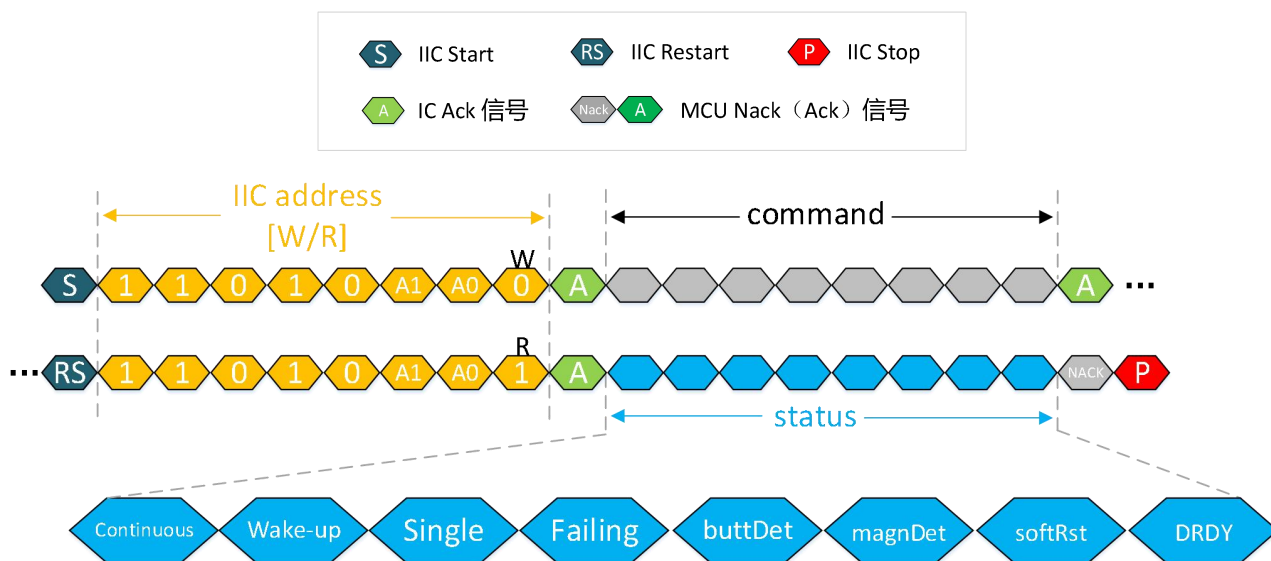 S IIC Start RS IIC Restart P IIC Stop
A IC Ack 信号 Nack A MCU Nack（Ack）信号
IIC address
[W/R]
command
W
S 1 1 0 1 0 A1 A0 0 A A ...
R
...RS 1 1 0 1 0 A1 A0 1 A NACK P
status
Continuous Wake-up Single Failing buttDet magnDet softRst DRDY